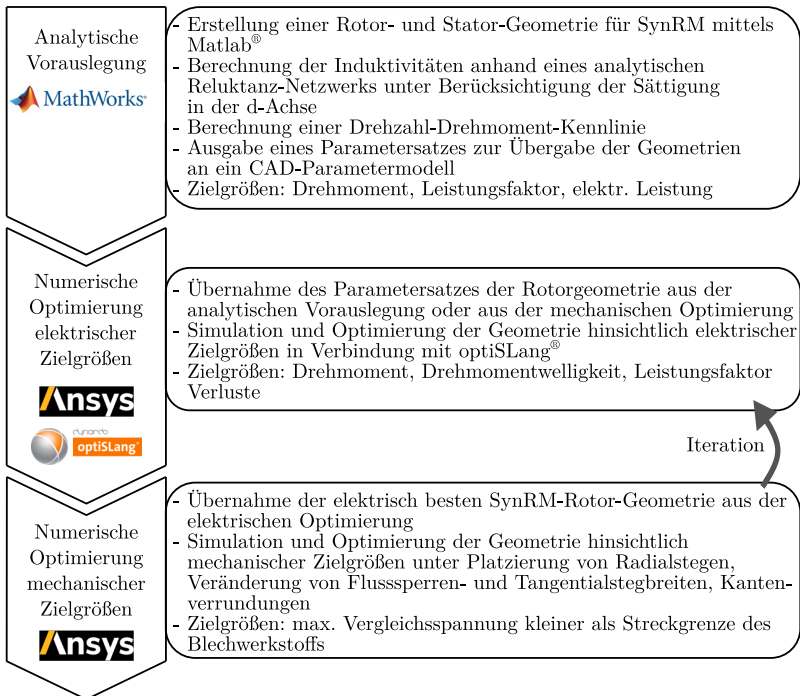 Analytische
Vorauslegung
MathWorks®
- Erstellung einer Rotor- und Stator-Geometrie für SynRM mittels
Matlab®
- Berechnung der Induktivitäten anhand eines analytischen
Reluktanz-Netzwerks unter Berücksichtigung der Sättigung
in der d-Achse
- Berechnung einer Drehzahl-Drehmoment-Kennlinie
- Ausgabe eines Parametersatzes zur Übergabe der Geometrien
an ein CAD-Parametermodell
- Zielgrößen: Drehmoment, Leistungsfaktor, elektr. Leistung
Numerische
Optimierung
elektrischer
Zielgrößen
Ansys
dynardo
optiSLang®
- Übernahme des Parametersatzes der Rotorgeometrie aus der
analytischen Vorauslegung oder aus der mechanischen Optimierung
- Simulation und Optimierung der Geometrie hinsichtlich elektrischer
Zielgrößen in Verbindung mit optiSLang®
- Zielgrößen: Drehmoment, Drehmomentwelligkeit, Leistungsfaktor
Verluste
Iteration
Numerische
Optimierung
mechanischer
Zielgrößen
Ansys
- Übernahme der elektrisch besten SynRM-Rotor-Geometrie aus der
elektrischen Optimierung
- Simulation und Optimierung der Geometrie hinsichtlich
mechanischer Zielgrößen unter Platzierung von Radialstegen,
Veränderung von Flusssperren- und Tangentialstegbreiten, Kanten-
verrundungen
- Zielgrößen: max. Vergleichsspannung kleiner als Streckgrenze des
Blechwerkstoffs